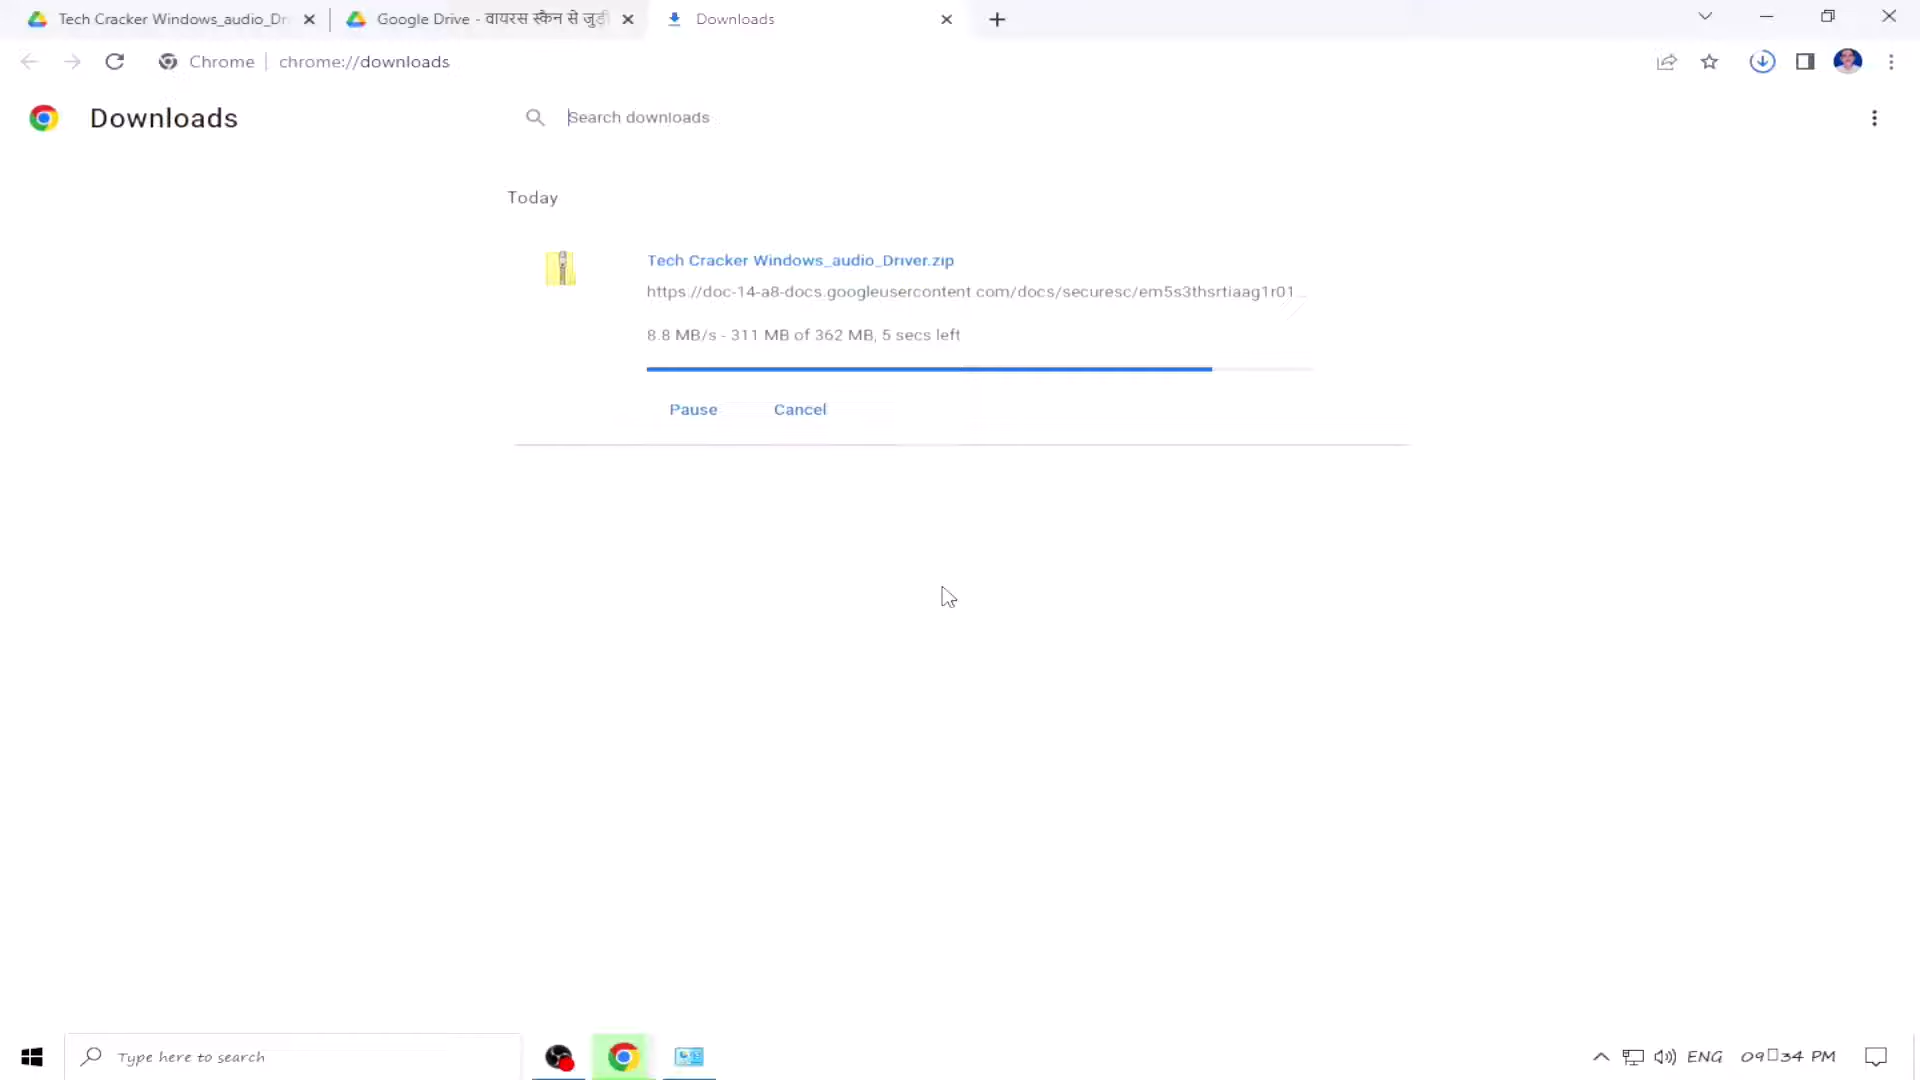 Tech Cracker Windows_audio_Dr
Google Drive - वायरस स्कैन से जुड़ी
Downloads
Chrome
chrome://downloads
Downloads
Search downloads
Today
Tech Cracker Windows_audio_Driver.zip
https://doc-14-a8-docs.googleusercontent.com/docs/securesc/em5s3thsrtiaag1r01...
8.8 MB/s - 311 MB of 362 MB, 5 secs left
Pause Cancel
Type here to search
ENG
09:34 PM